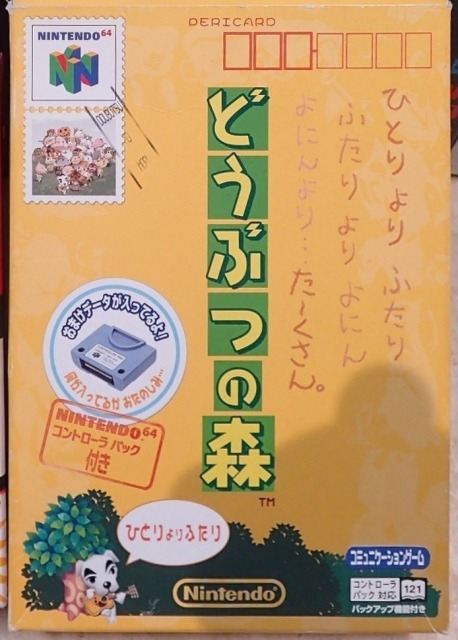 PERICARD
NINTENDO 64
N
ひとりより ふたり
ふたりより よにん
よにんより…たーくさん。
どうぶつの森
TM
おまけデータが入ってるよ!
何が入ってるか おたのしみ…
NINTENDO 64
コントローラ パック
付き
ひとりよりふたり
Nintendo
コミュニケーションゲーム
コントローラ
パック 対応
121
バックアップ機能付き